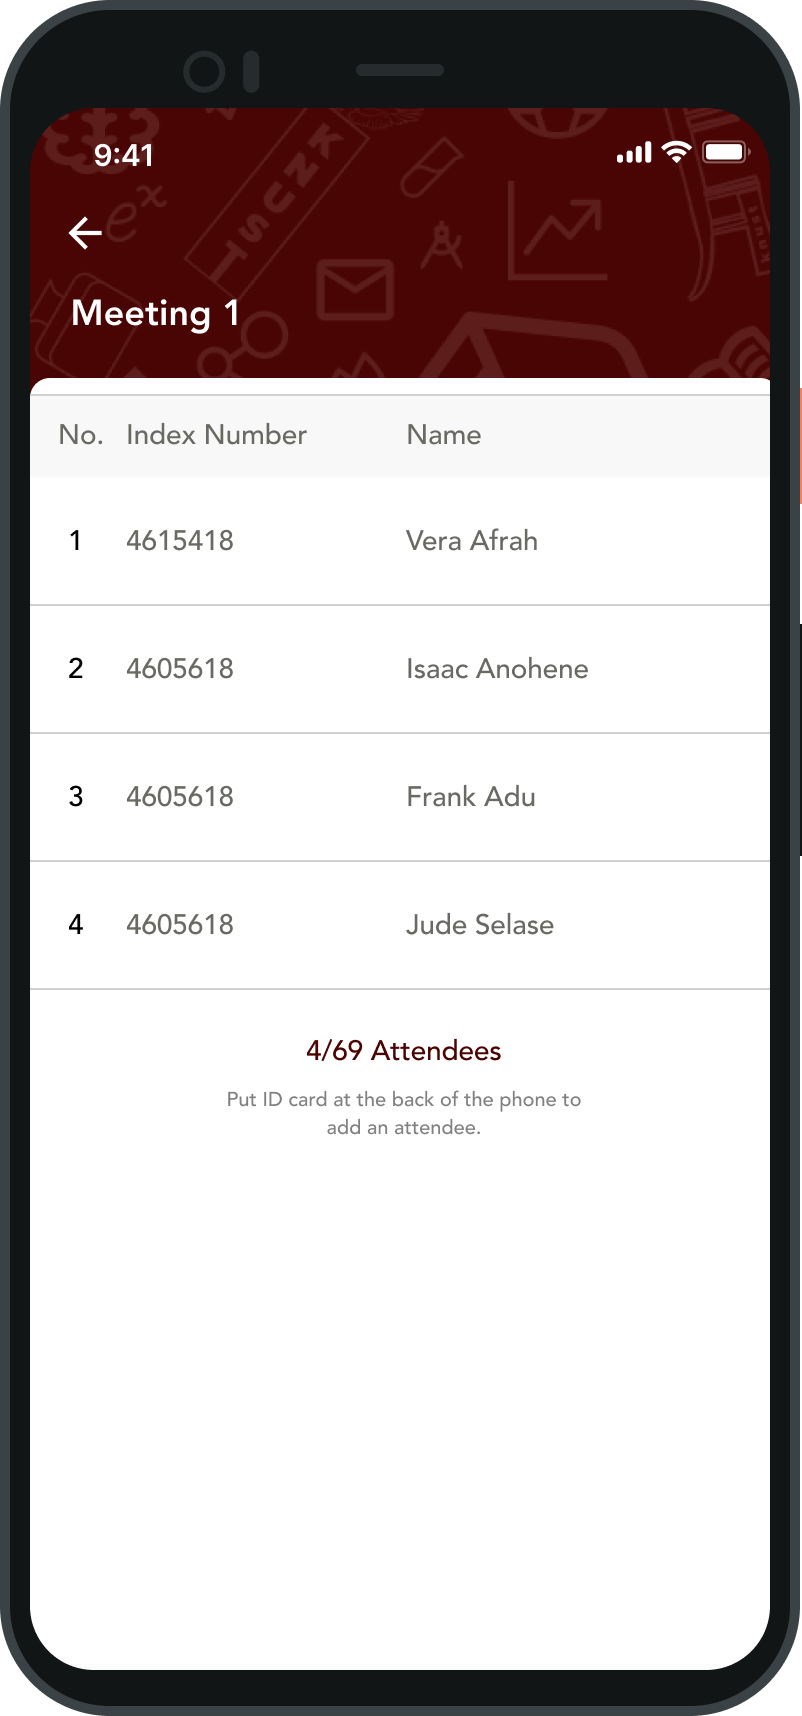 9:41
Meeting 1
No. Index Number Name
1 4615418 Vera Afrah
2 4605618 Isaac Anohene
3 4605618 Frank Adu
4 4605618 Jude Selase
4/69 Attendees
Put ID card at the back of the phone to
add an attendee.